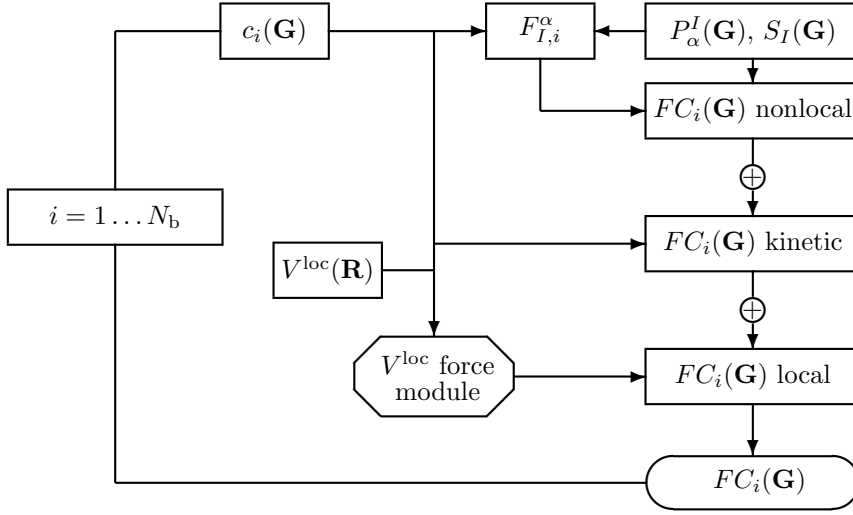 c_i(𝐆)
F^α_{I,i}
P^I_α(𝐆), S_I(𝐆)
FC_i(𝐆) nonlocal
+
i = 1 … N_b
FC_i(𝐆) kinetic
V^loc(𝐑)
+
V^loc force
module
FC_i(𝐆) local
FC_i(𝐆)